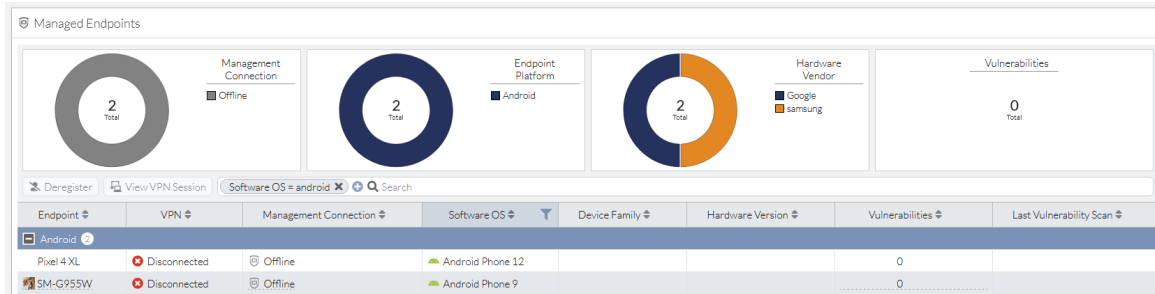 Managed Endpoints
Management
Connection
Offline
2
Total
Endpoint
Platform
Android
2
Total
Hardware
Vendor
Google
samsung
2
Total
Vulnerabilities
0
Total
Deregister View VPN Session Software OS = android Search
Endpoint VPN Management Connection Software OS Device Family Hardware Version Vulnerabilities Last Vulnerability Scan
Android 2
Pixel 4 XL Disconnected Offline Android Phone 12 0
SM-G955W Disconnected Offline Android Phone 9 0